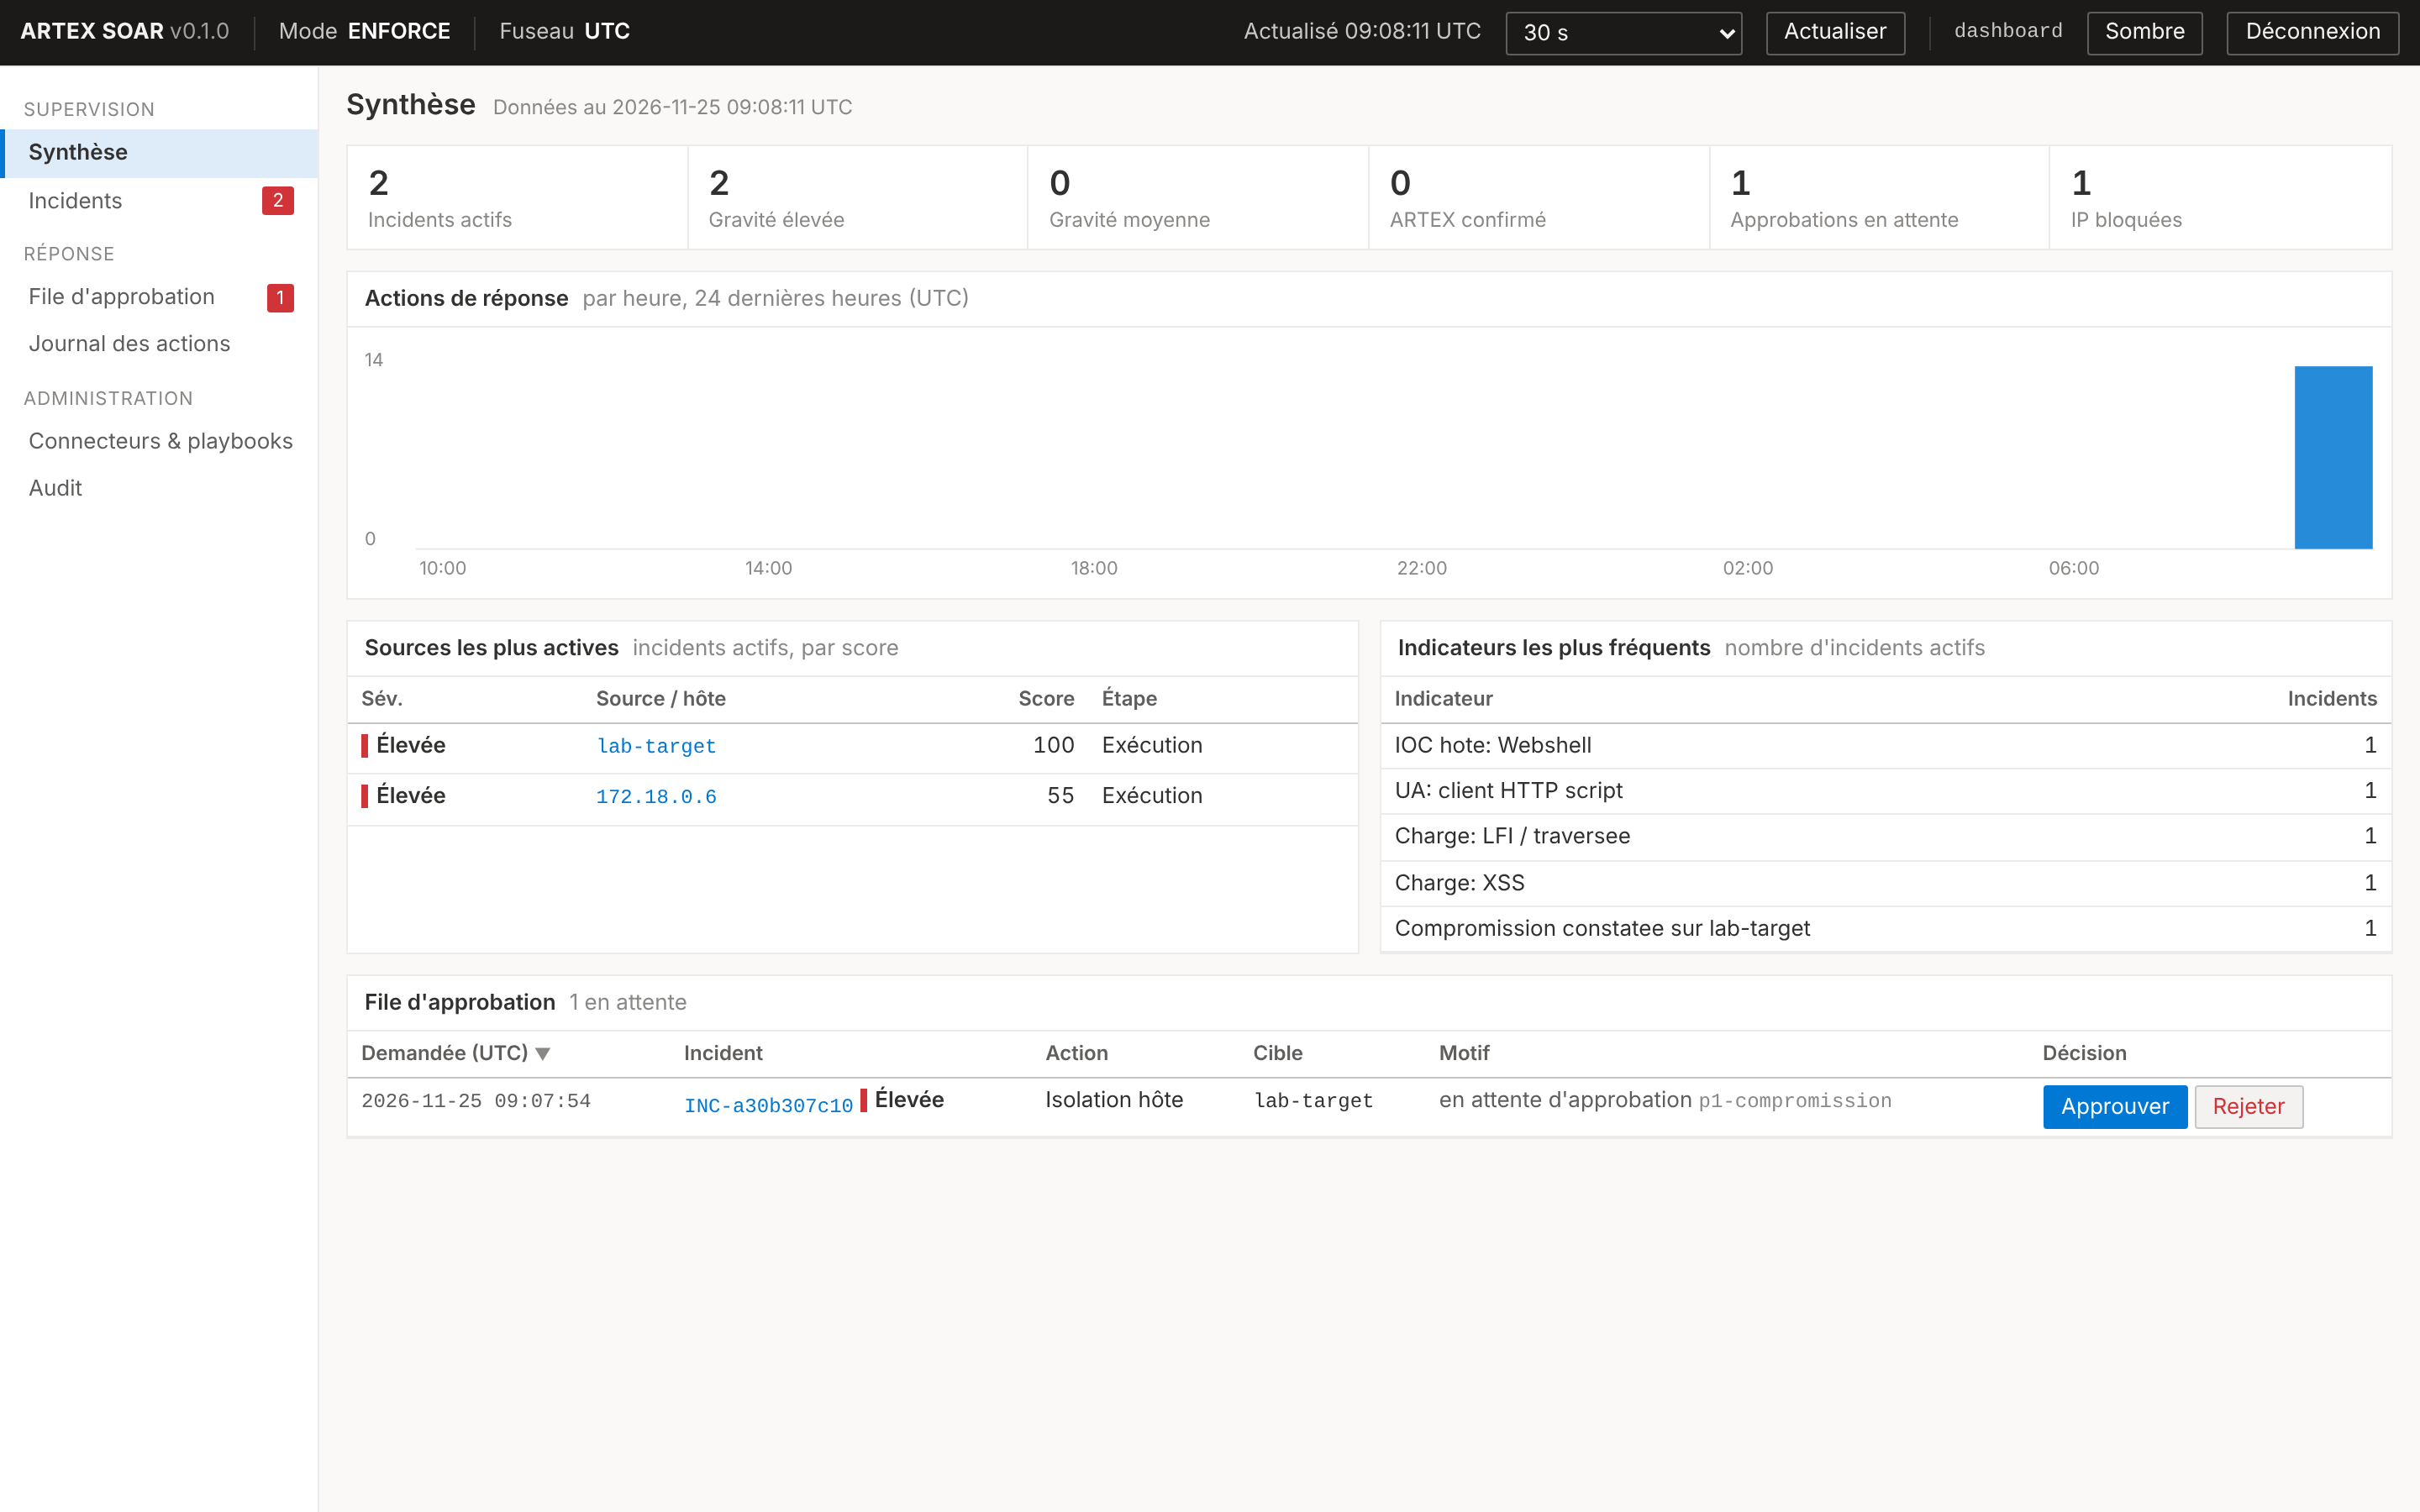 ARTEX SOAR v0.1.0 Mode ENFORCE Fuseau UTC Actualisé 09:08:11 UTC 30 s Actualiser dashboard Sombre Déconnexion
SUPERVISION
Synthèse
Incidents 2
RÉPONSE
File d'approbation 1
Journal des actions
ADMINISTRATION
Connecteurs & playbooks
Audit
Synthèse Données au 2026-11-25 09:08:11 UTC
2 2 0 0 1 1
Incidents actifs Gravité élevée Gravité moyenne ARTEX confirmé Approbations en attente IP bloquées
Actions de réponse par heure, 24 dernières heures (UTC)
14
0
10:00 14:00 18:00 22:00 02:00 06:00
Sources les plus actives incidents actifs, par score
Sév. Source / hôte Score Étape
Élevée lab-target 100 Exécution
Élevée 172.18.0.6 55 Exécution
Indicateurs les plus fréquents nombre d'incidents actifs
Indicateur Incidents
IOC hote: Webshell 1
UA: client HTTP script 1
Charge: LFI / traversee 1
Charge: XSS 1
Compromission constatee sur lab-target 1
File d'approbation 1 en attente
Demandée (UTC) ▼ Incident Action Cible Motif Décision
2026-11-25 09:07:54 INC-a30b307c10 Élevée Isolation hôte lab-target en attente d'approbation p1-compromission Approuver Rejeter